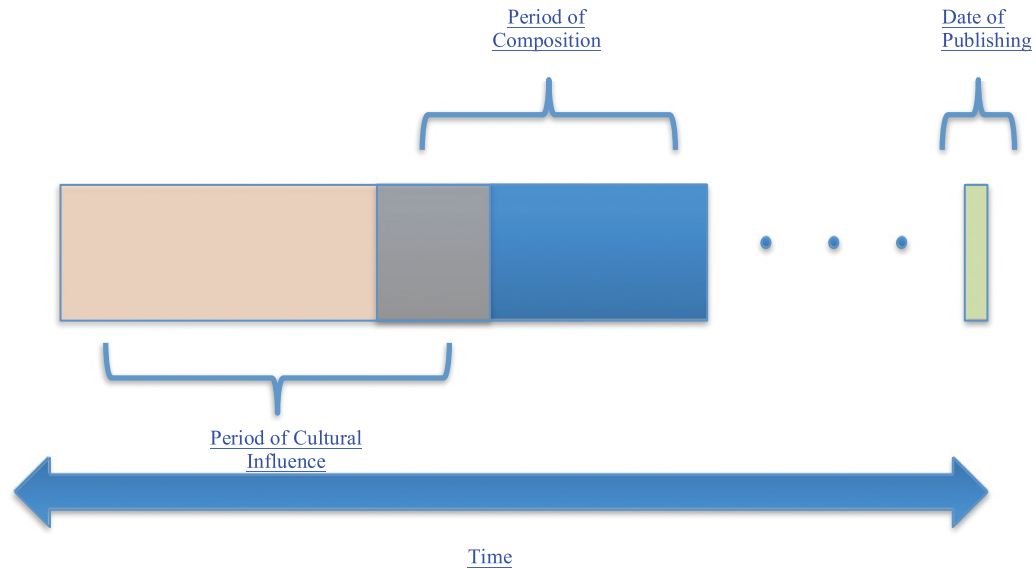 Period of
Composition
Date of
Publishing
Period of Cultural
Influence
Time